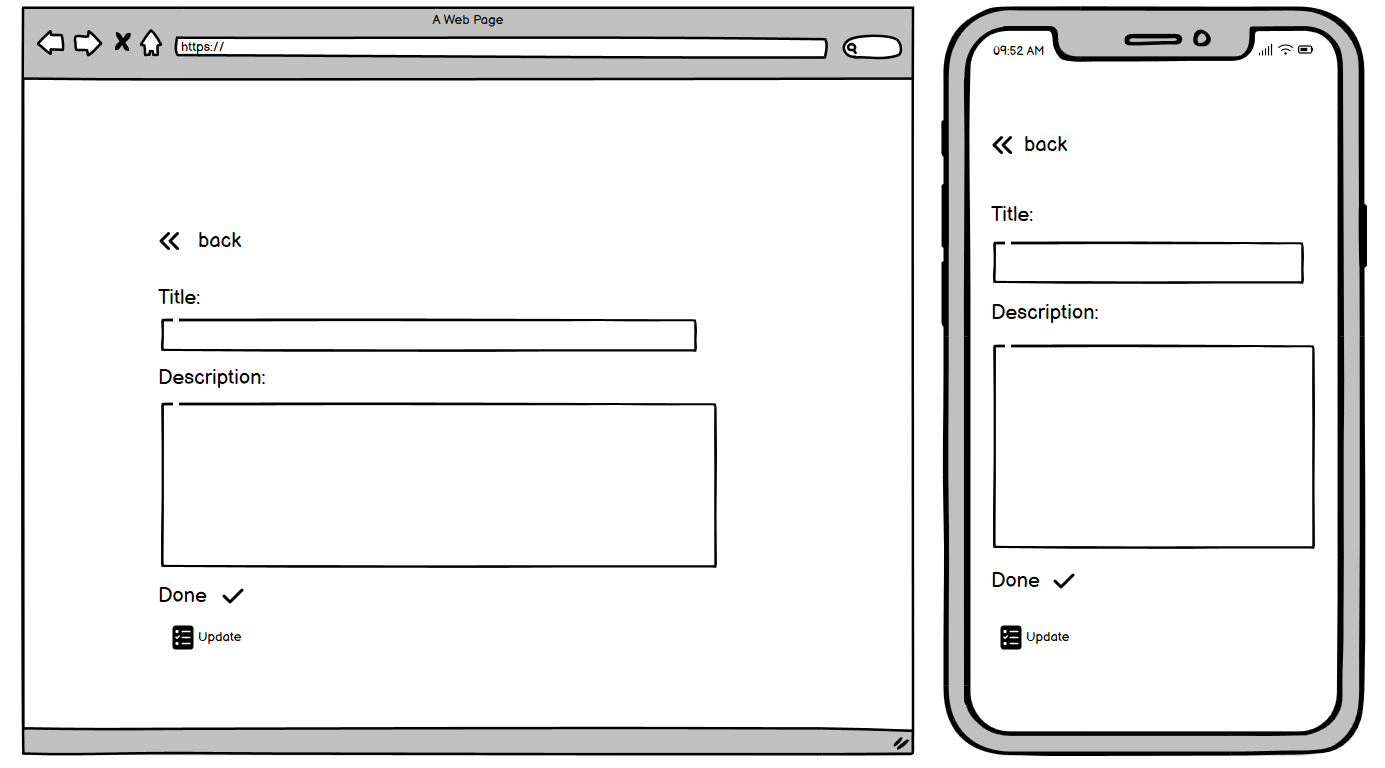 A Web Page
https://
back
Title:
Description:
Done
Update
09:52 AM
back
Title:
Description:
Done
Update